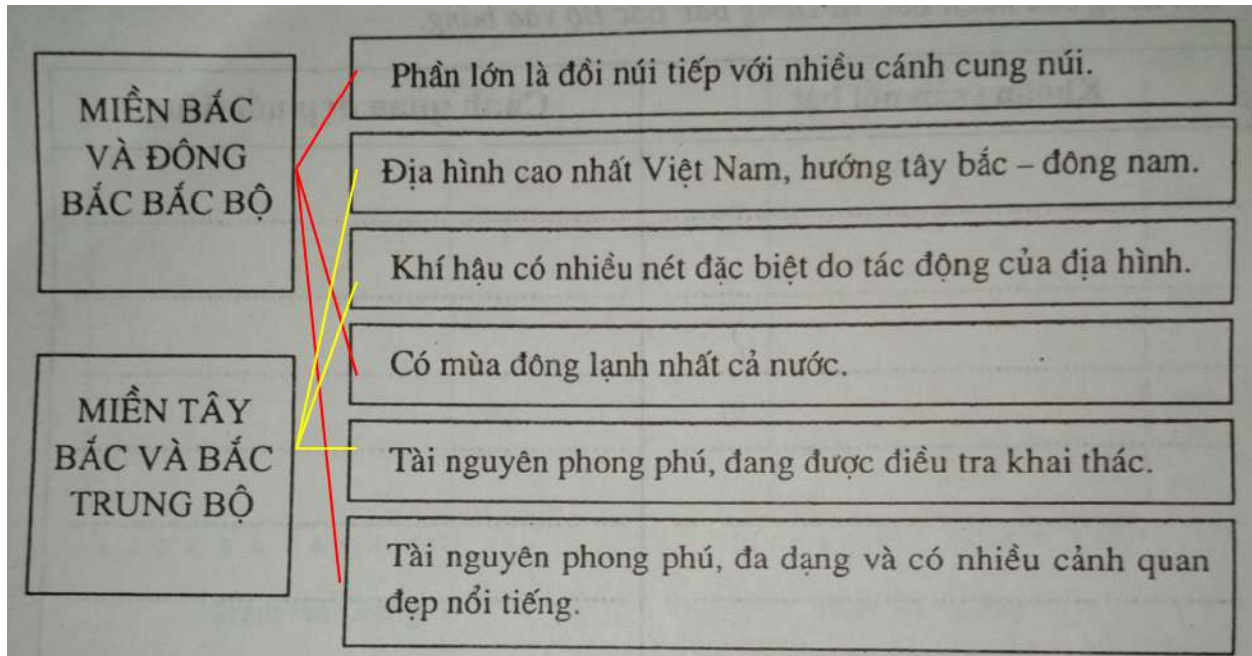 MIỀN BẮC
VÀ ĐÔNG
BẮC BẮC BỘ
MIỀN TÂY
BẮC VÀ BẮC
TRUNG BỘ
Phần lớn là đồi núi tiếp với nhiều cánh cung núi.
Địa hình cao nhất Việt Nam, hướng tây bắc – đông nam.
Khí hậu có nhiều nét đặc biệt do tác động của địa hình.
Có mùa đông lạnh nhất cả nước.
Tài nguyên phong phú, đang được điều tra khai thác.
Tài nguyên phong phú, đa dạng và có nhiều cảnh quan
đẹp nổi tiếng.